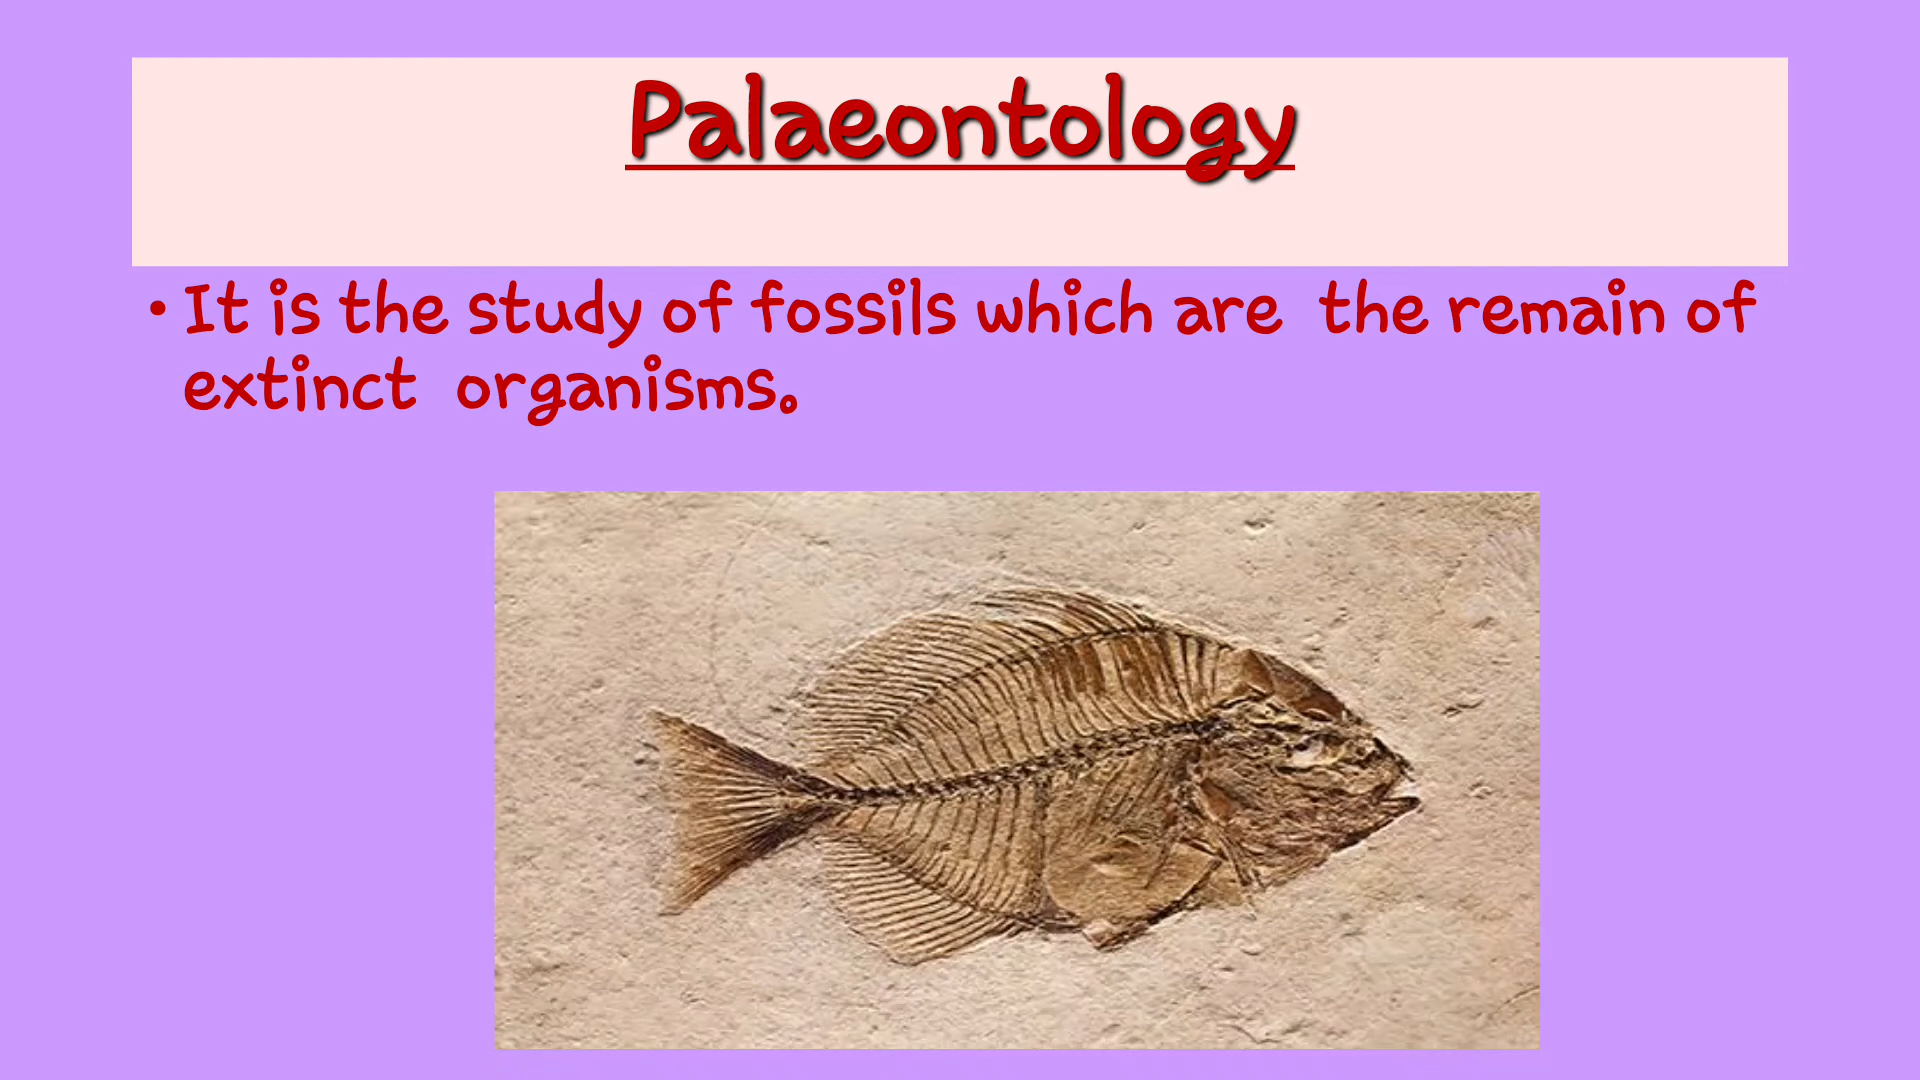 Palaeontology
• It is the study of fossils which are the remain of
extinct organisms.